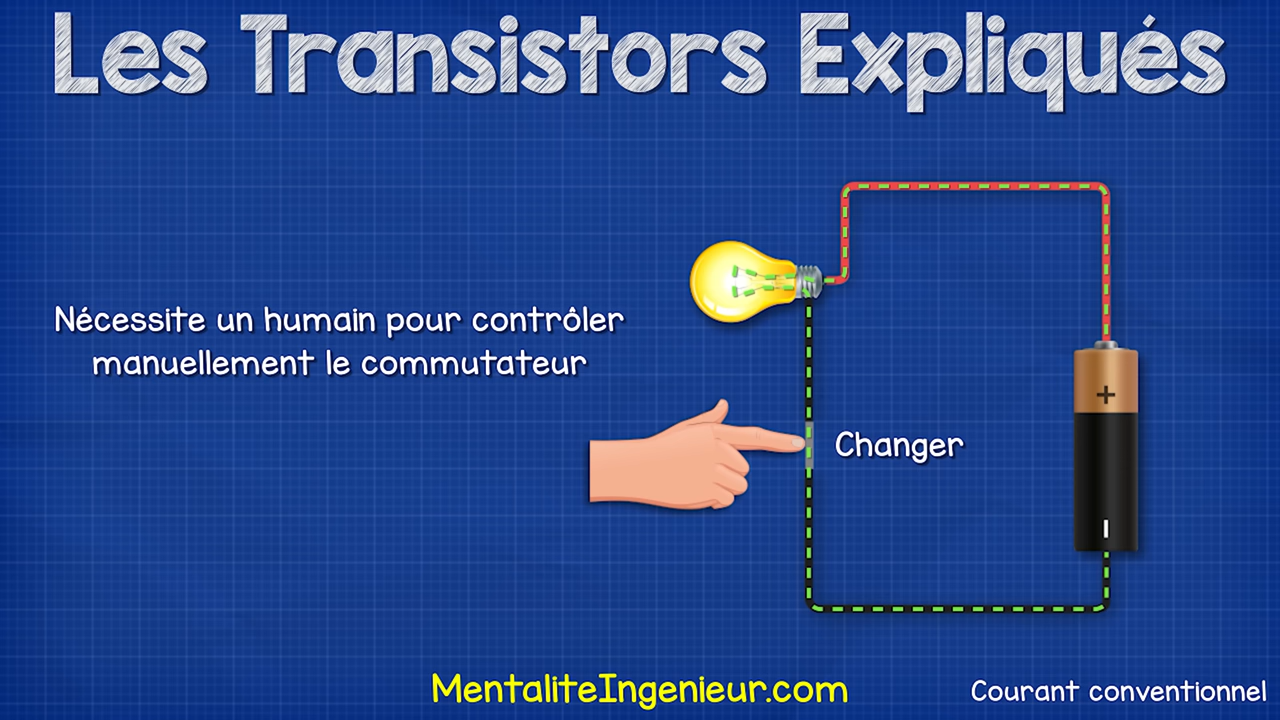 Les Transistors Expliqués
Nécessite un humain pour contrôler
manuellement le commutateur
Changer
+
MentaliteIngenieur.com
Courant conventionnel